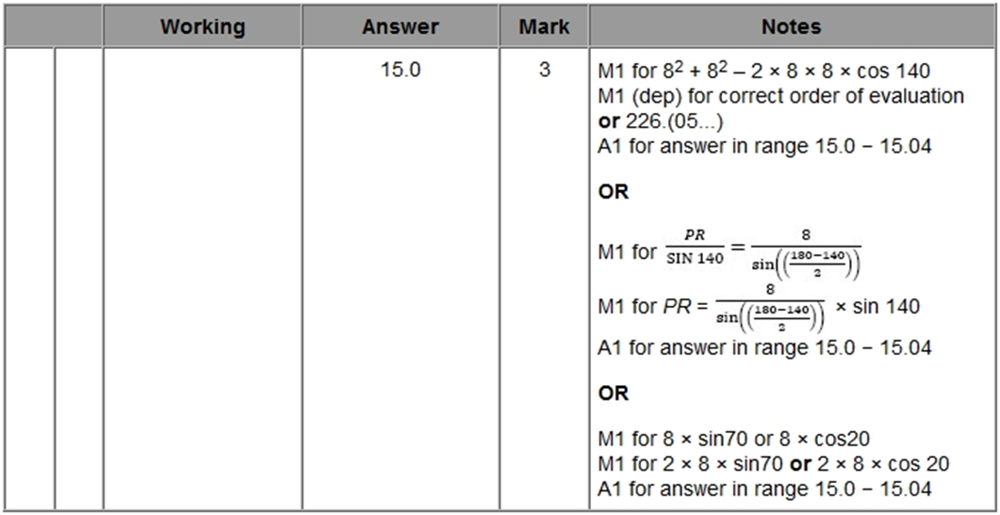 Working Answer Mark Notes
15.0 3 M1 for 8² + 8² – 2 × 8 × 8 × cos 140
M1 (dep) for correct order of evaluation
or 226.(05...)
A1 for answer in range 15.0 − 15.04
OR
M1 for PR/SIN 140 = 8/sin((180−140/2))
M1 for PR = 8/sin((180−140/2)) × sin 140
A1 for answer in range 15.0 − 15.04
OR
M1 for 8 × sin70 or 8 × cos20
M1 for 2 × 8 × sin70 or 2 × 8 × cos 20
A1 for answer in range 15.0 − 15.04